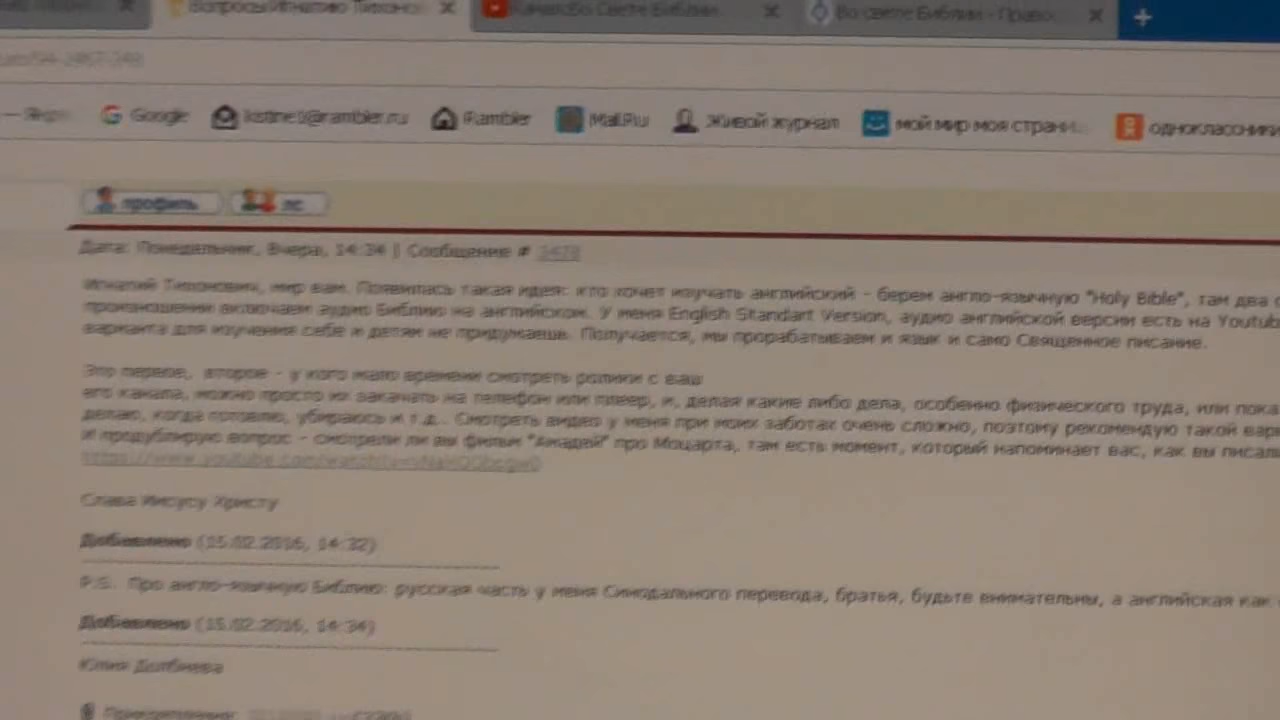 Вопросы Игнатию Тихоно
Во свете Библии - Право
Google
Rambler
Mail.Ru
Живой журнал
мой мир моя страни
одноклассники
профиль
лс
Дата: Понедельник, Вчера, 14:34 | Сообщение #
Игнатий Тихонович, мир вам. Появилась такая идея: кто хочет изучать английский - берем англо-язычную "Holy Bible", там два
произношении включаем аудио Библию на английском. У меня English Standart Version, аудио английской версии есть на Youtub
варианта для изучения себе и детям не придумаешь. Получается, мы прорабатываем и язык и само Священное писание.
Это первое, второе - у кого мало времени смотреть ролики с ваш
его канала, можно просто их закачать на телефон или плеер, и, делая какие либо дела, особенно физического труда, или пока
делаю, когда готовлю, убираюсь и т.д.. Смотреть видео у меня при моих заботах очень сложно, поэтому рекомендую такой вар
И продублирую вопрос - смотрели ли вы фильм "Амадей" про Моцарта, там есть момент, который напоминает вас, как вы писал
Слава Иисусу Христу
Добавлено (15.02.2016, 14:32)
P.S. Про англо-язычную Библию: русская часть у меня Синодального перевода, братья, будьте внимательны, а английская как
Добавлено (15.02.2016, 14:34)
Юлия